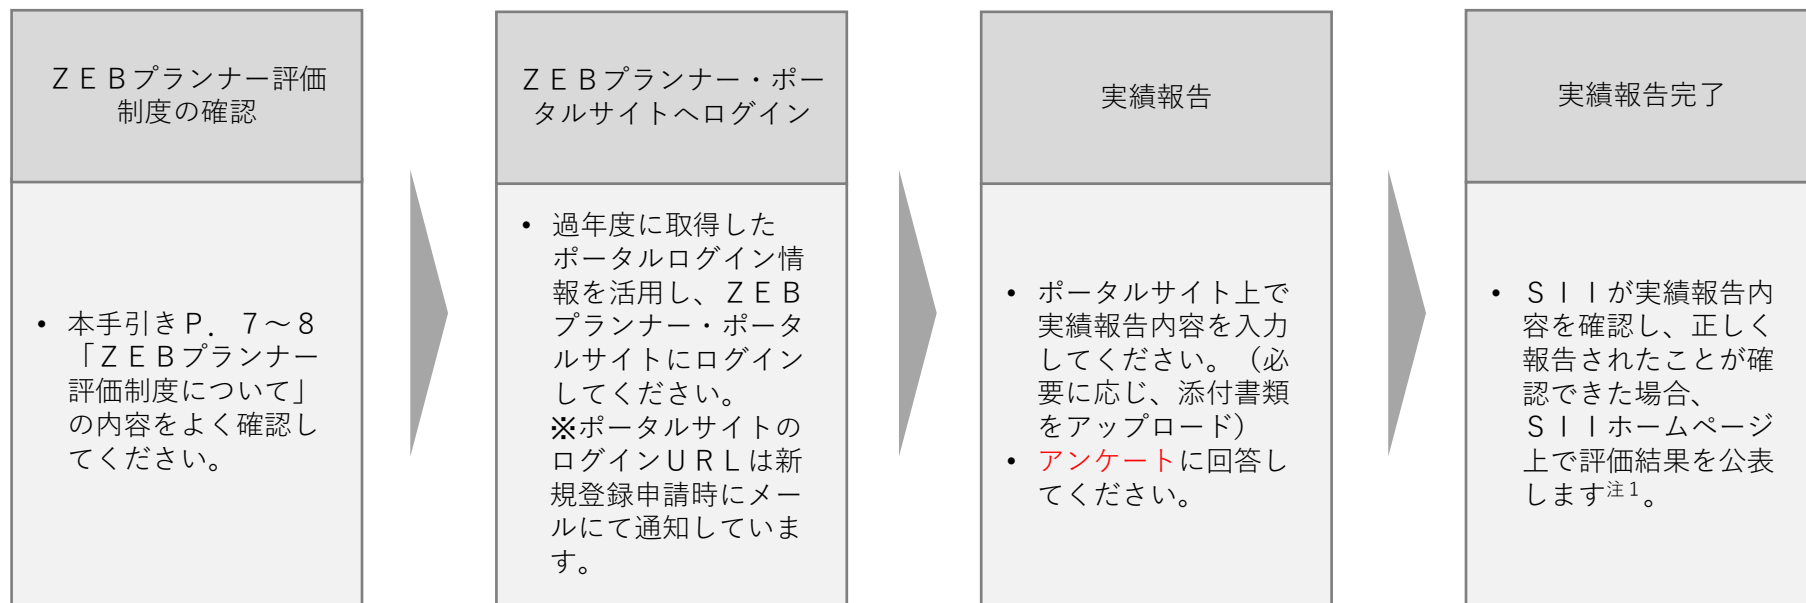 ＺＥＢプランナー評価
制度の確認
• 本手引きＰ．７～８
「ＺＥＢプランナー
評価制度について」
の内容をよく確認し
てください。
ＺＥＢプランナー・ポー
タルサイトへログイン
• 過年度に取得した
ポータルログイン情
報を活用し、ＺＥＢ
プランナー・ポータ
ルサイトにログイン
してください。
※ポータルサイトの
ログインＵＲＬは新
規登録申請時にメー
ルにて通知していま
す。
実績報告
• ポータルサイト上で
実績報告内容を入力
してください。（必
要に応じ、添付書類
をアップロード）
• アンケートに回答し
てください。
実績報告完了
• ＳＩＩが実績報告内
容を確認し、正しく
報告されたことが確
認できた場合、
ＳＩＩホームページ
上で評価結果を公表
します注１。